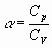 æ = C_p / C_V